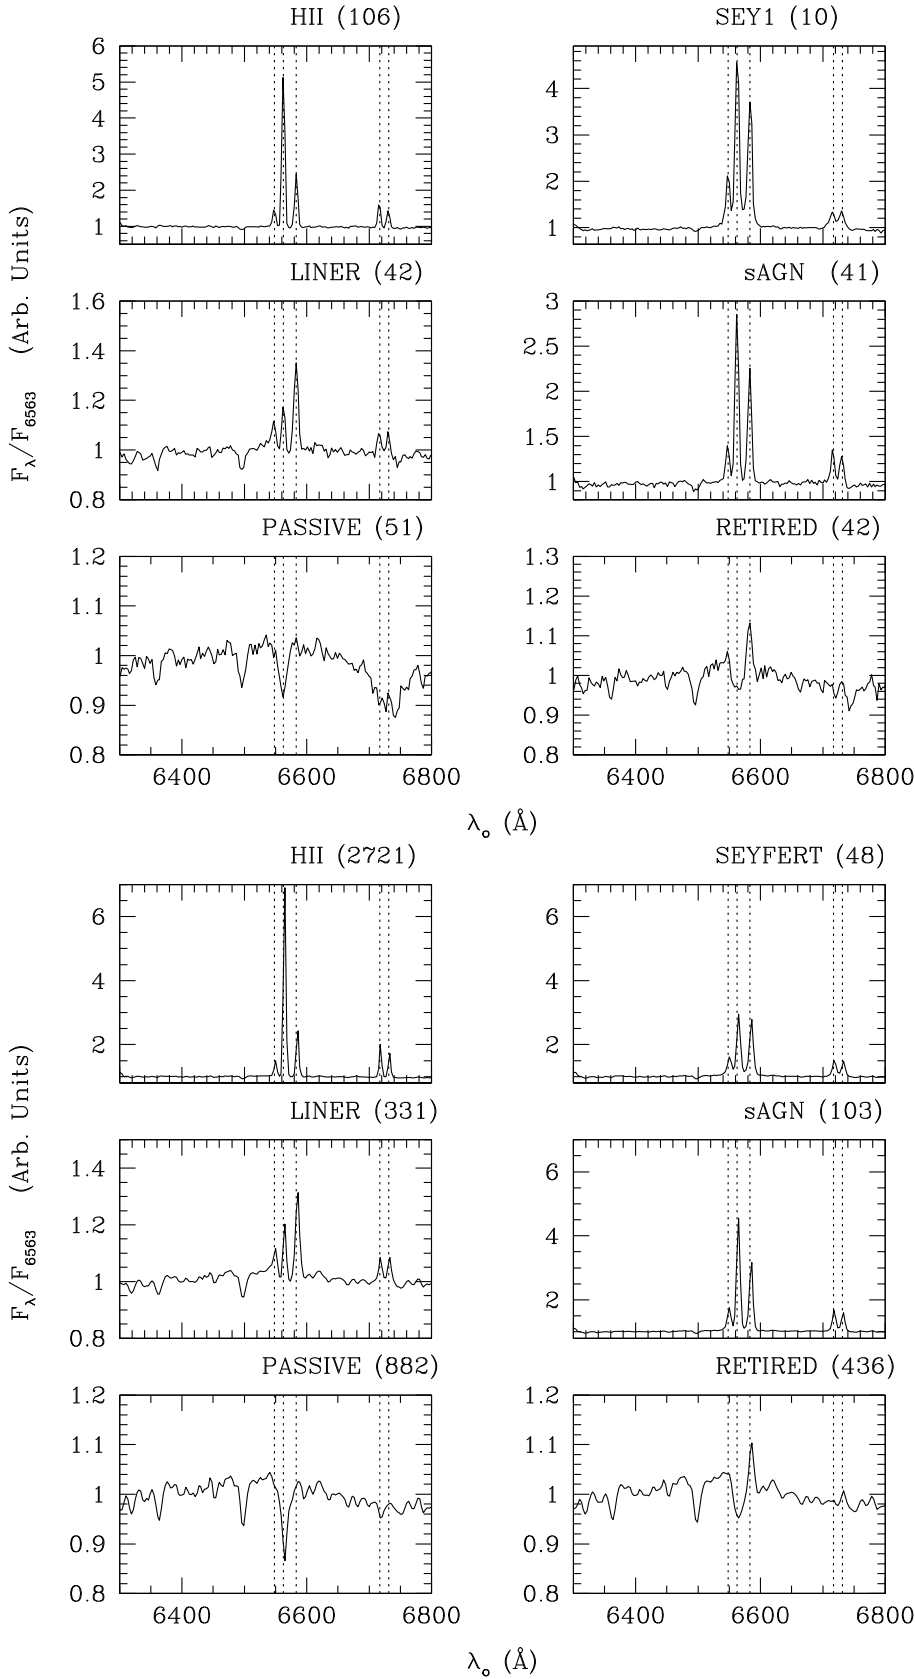 HII (106)
SEY1 (10)
6
5
4
3
2
1
4
3
2
1
LINER (42)
sAGN (41)
1.6
1.4
1.2
1
0.8
3
2.5
2
1.5
1
PASSIVE (51)
RETIRED (42)
1.2
1.1
1
0.9
0.8
1.3
1.2
1.1
1
0.9
0.8
6400 6600 6800
6400 6600 6800
Fλ/F6563 (Arb. Units)
λo (Å)
HII (2721)
SEYFERT (48)
6
4
2
6
4
2
LINER (331)
sAGN (103)
1.4
1.2
1
0.8
6
4
2
PASSIVE (882)
RETIRED (436)
1.2
1.1
1
0.9
0.8
1.2
1.1
1
0.9
0.8
6400 6600 6800
6400 6600 6800
Fλ/F6563 (Arb. Units)
λo (Å)